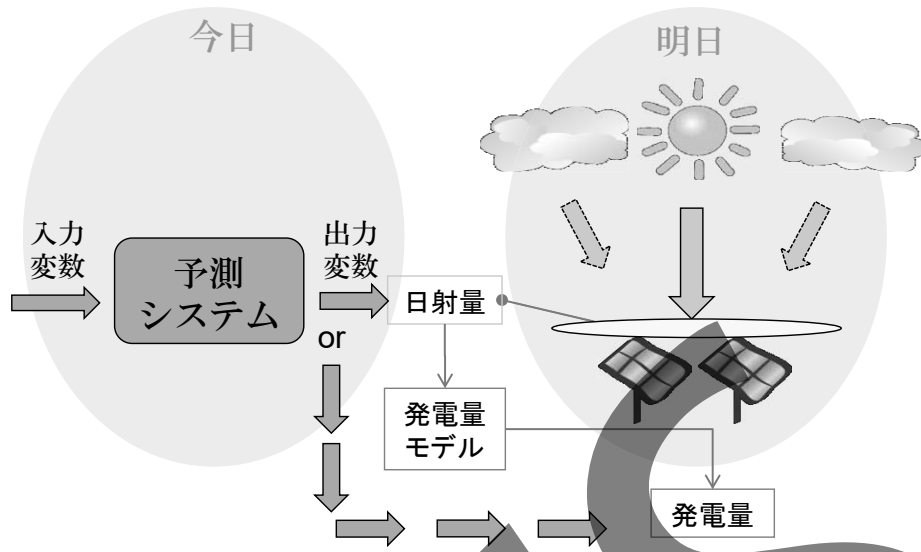 今日
明日
入力
変数
予測
システム
出力
変数
日射量
or
発電量
モデル
発電量